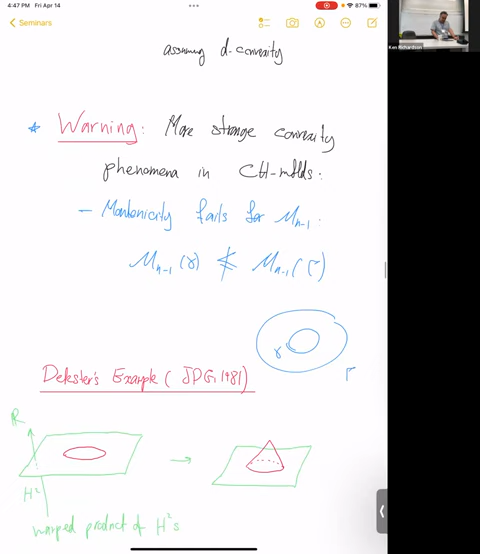 4:47 PM Fri Apr 14
87%
Seminars
Ken Richardson
assuming d-convexity
* Warning: More strange convexity
phenomena in CH-mflds:
- Montonicity fails for M_{n-1}:
M_{n-1}(γ) ≰ M_{n-1}(Γ)
γ
Γ
Dekster's Example (JDG, 1981)
R
H²
warped product of H²s